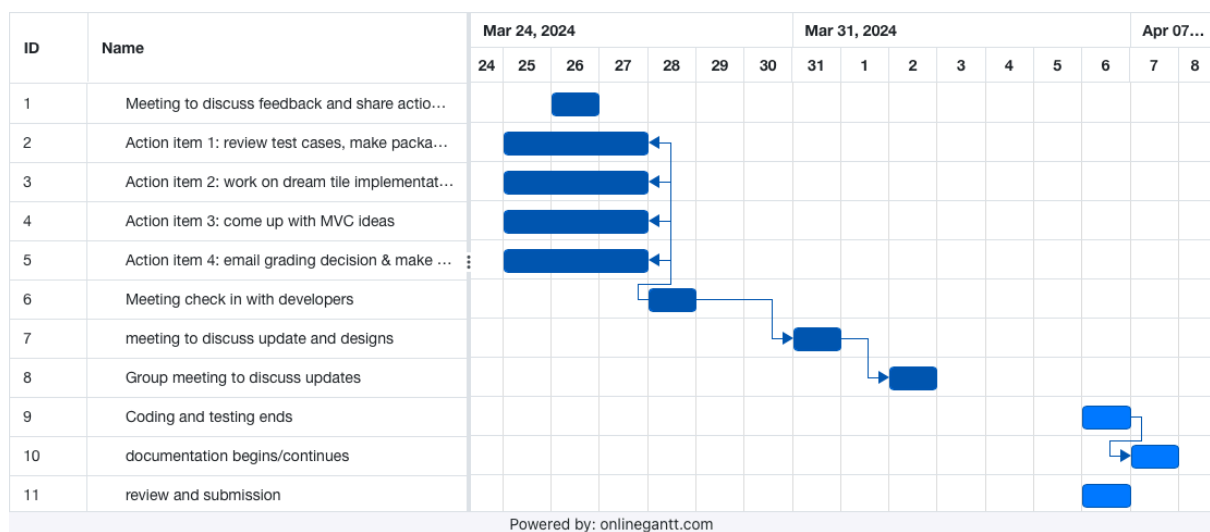 ID Name Mar 24, 2024 Mar 31, 2024 Apr 07...
24 25 26 27 28 29 30 31 1 2 3 4 5 6 7 8
1 Meeting to discuss feedback and share actio...
2 Action item 1: review test cases, make packa...
3 Action item 2: work on dream tile implementat...
4 Action item 3: come up with MVC ideas
5 Action item 4: email grading decision & make ...
6 Meeting check in with developers
7 meeting to discuss update and designs
8 Group meeting to discuss updates
9 Coding and testing ends
10 documentation begins/continues
11 review and submission
Powered by: onlinegantt.com